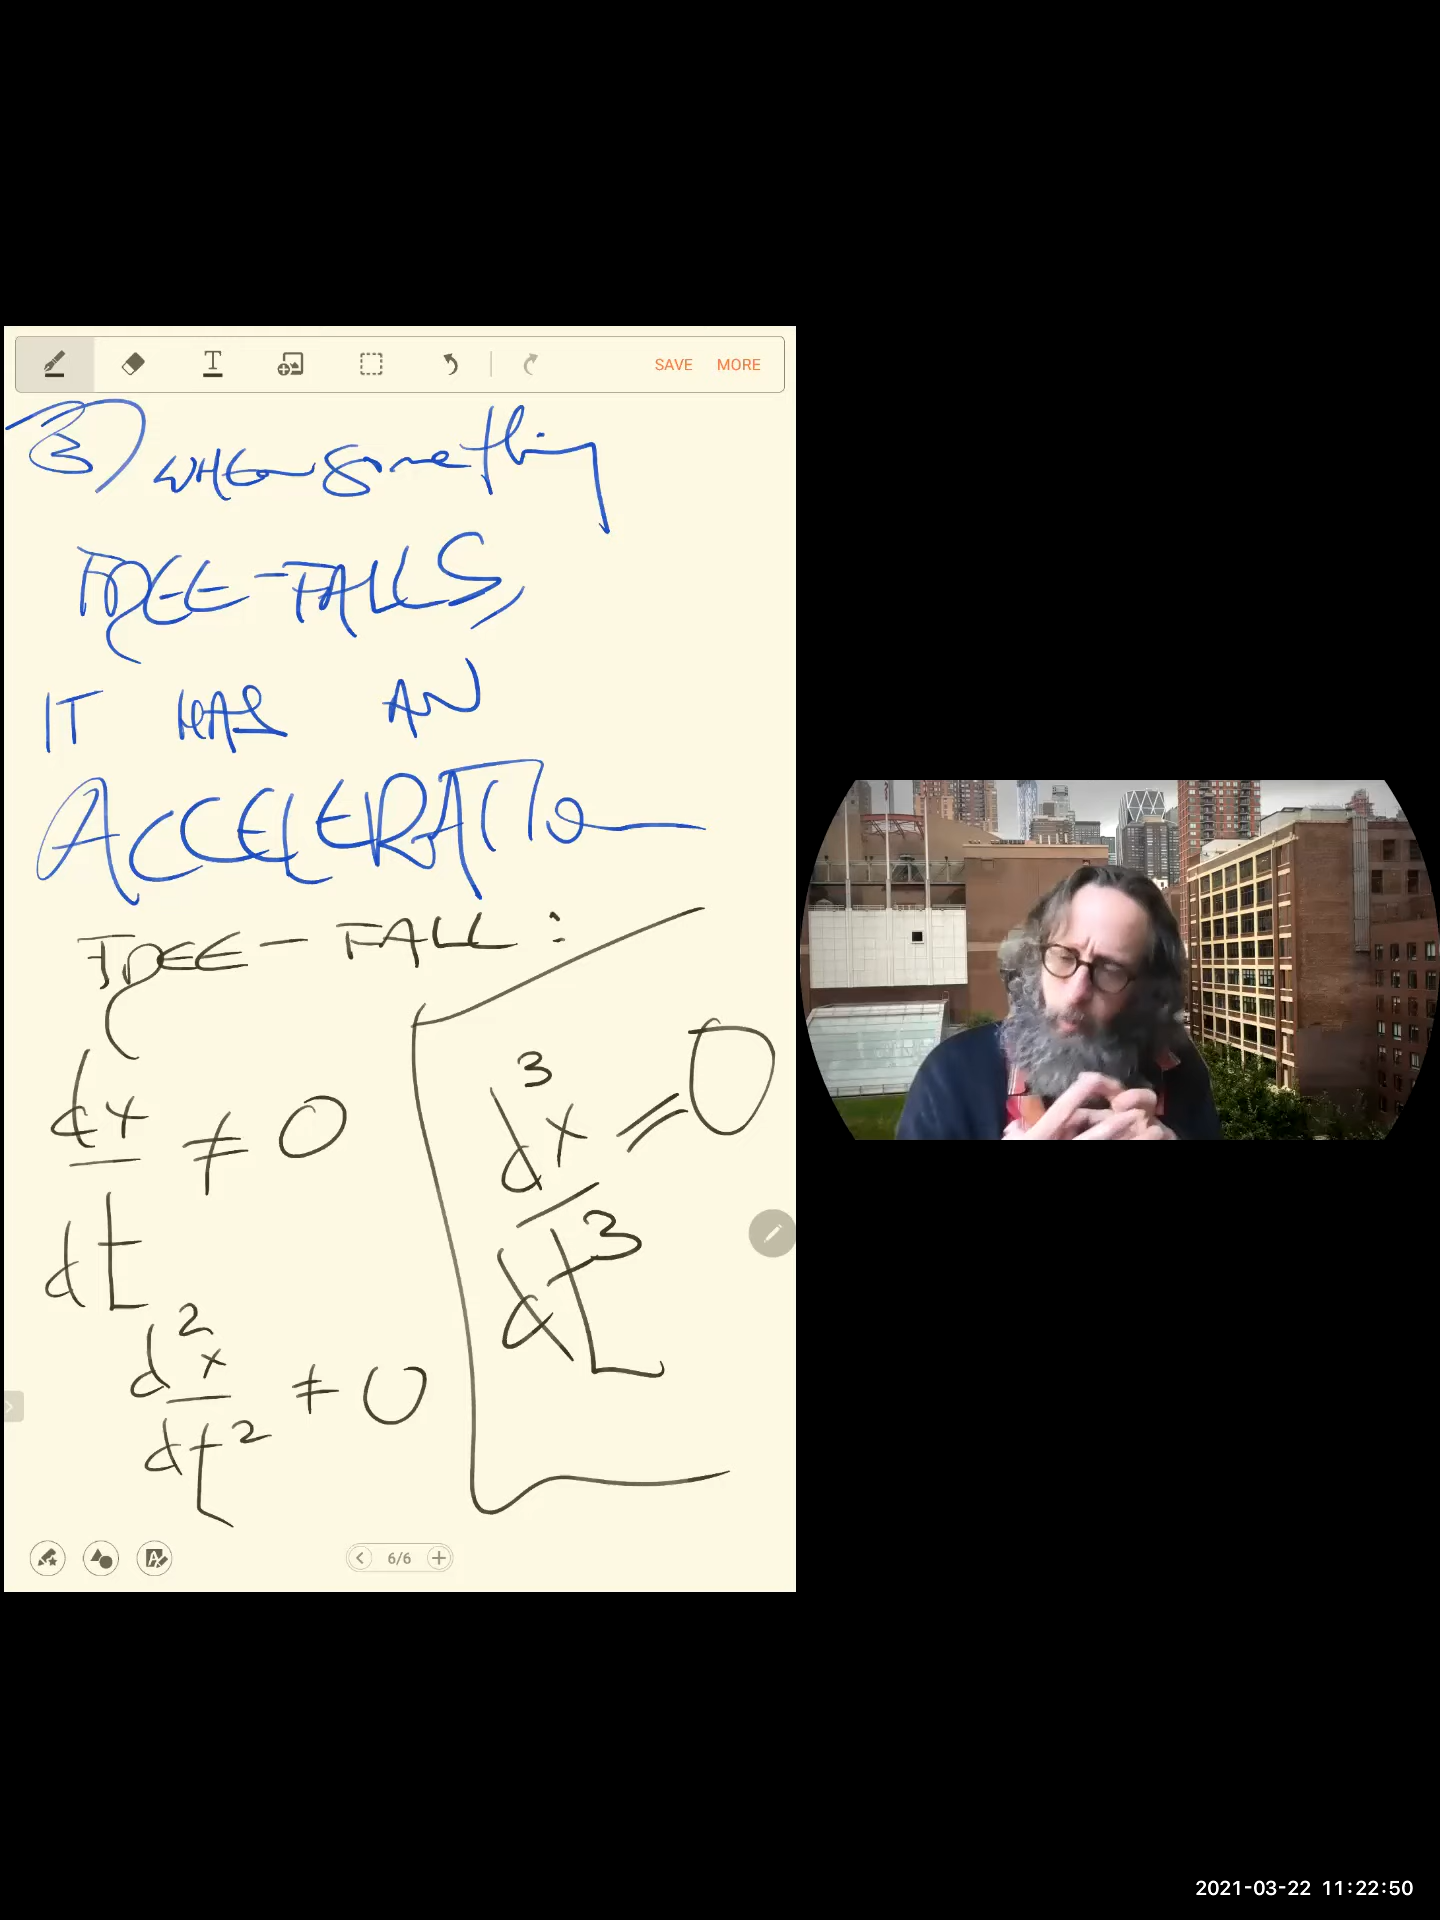 SAVE MORE
3) WHEN something
FREE-FALLS,
IT HAS AN
ACCELERATION
FREE-FALL:
dx/dt ≠ 0
d³x/dt³ = 0
d²x/dt² ≠ 0
6/6
2021-03-22 11:22:50